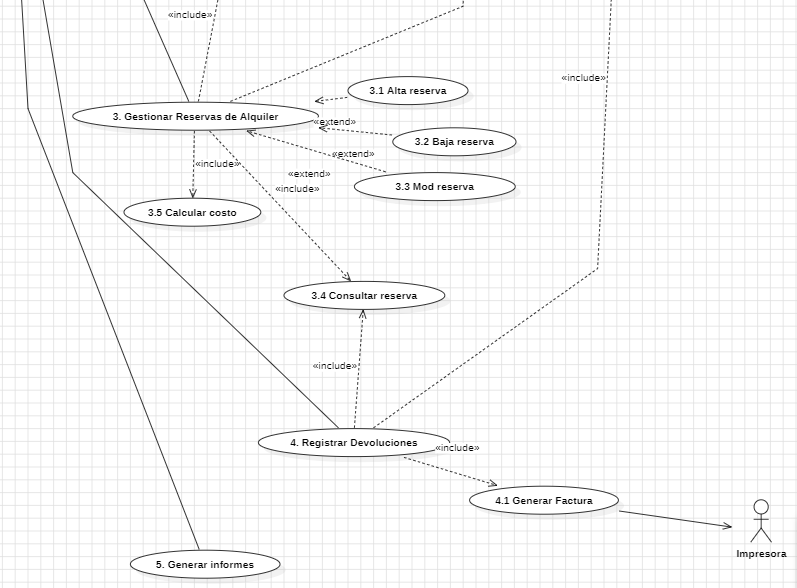 «include»
«include»
3.1 Alta reserva
3. Gestionar Reservas de Alquiler
«extend»
3.2 Baja reserva
«extend»
«include»
«extend»
3.3 Mod reserva
«include»
3.5 Calcular costo
3.4 Consultar reserva
«include»
4. Registrar Devoluciones
«include»
4.1 Generar Factura
Impresora
5. Generar informes